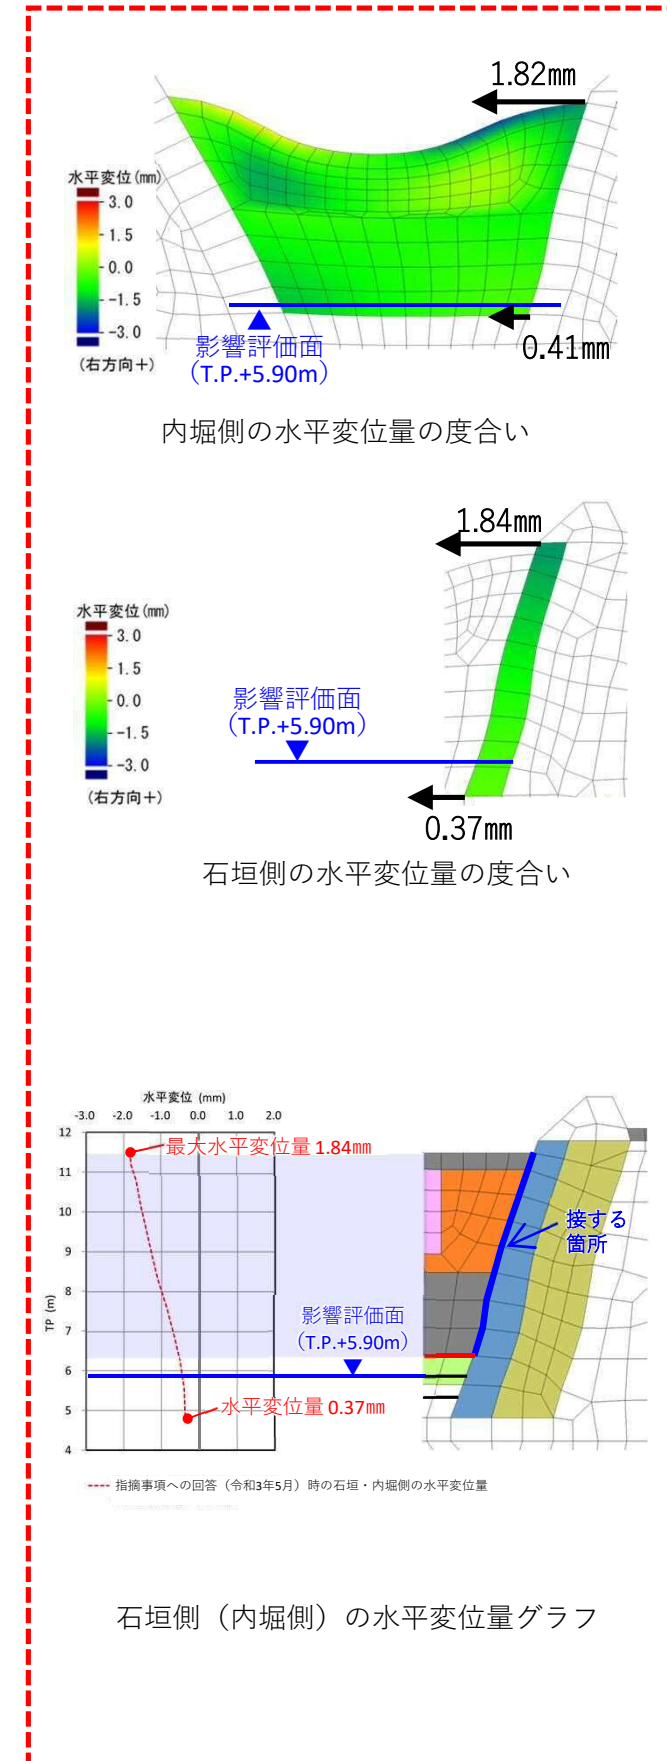 1.82㎜
水平変位(㎜)
3.0
1.5
0.0
-1.5
-3.0
(右方向＋)
影響評価面
（T.P.+5.90m）
0.41㎜
内堀側の水平変位量の度合い
1.84㎜
水平変位(㎜)
3.0
1.5
0.0
-1.5
-3.0
(右方向＋)
影響評価面
（T.P.+5.90m）
0.37㎜
石垣側の水平変位量の度合い
水平変位 (mm)
-3.0 -2.0 -1.0 0.0 1.0 2.0
12
最大水平変位量 1.84㎜
11
10
接する
箇所
9
8
TP (m)
影響評価面
（T.P.+5.90m）
7
6
水平変位量 0.37㎜
5
4
指摘事項への回答（令和3年5月）時の石垣・内堀側の水平変位量
石垣側（内堀側）の水平変位量グラフ